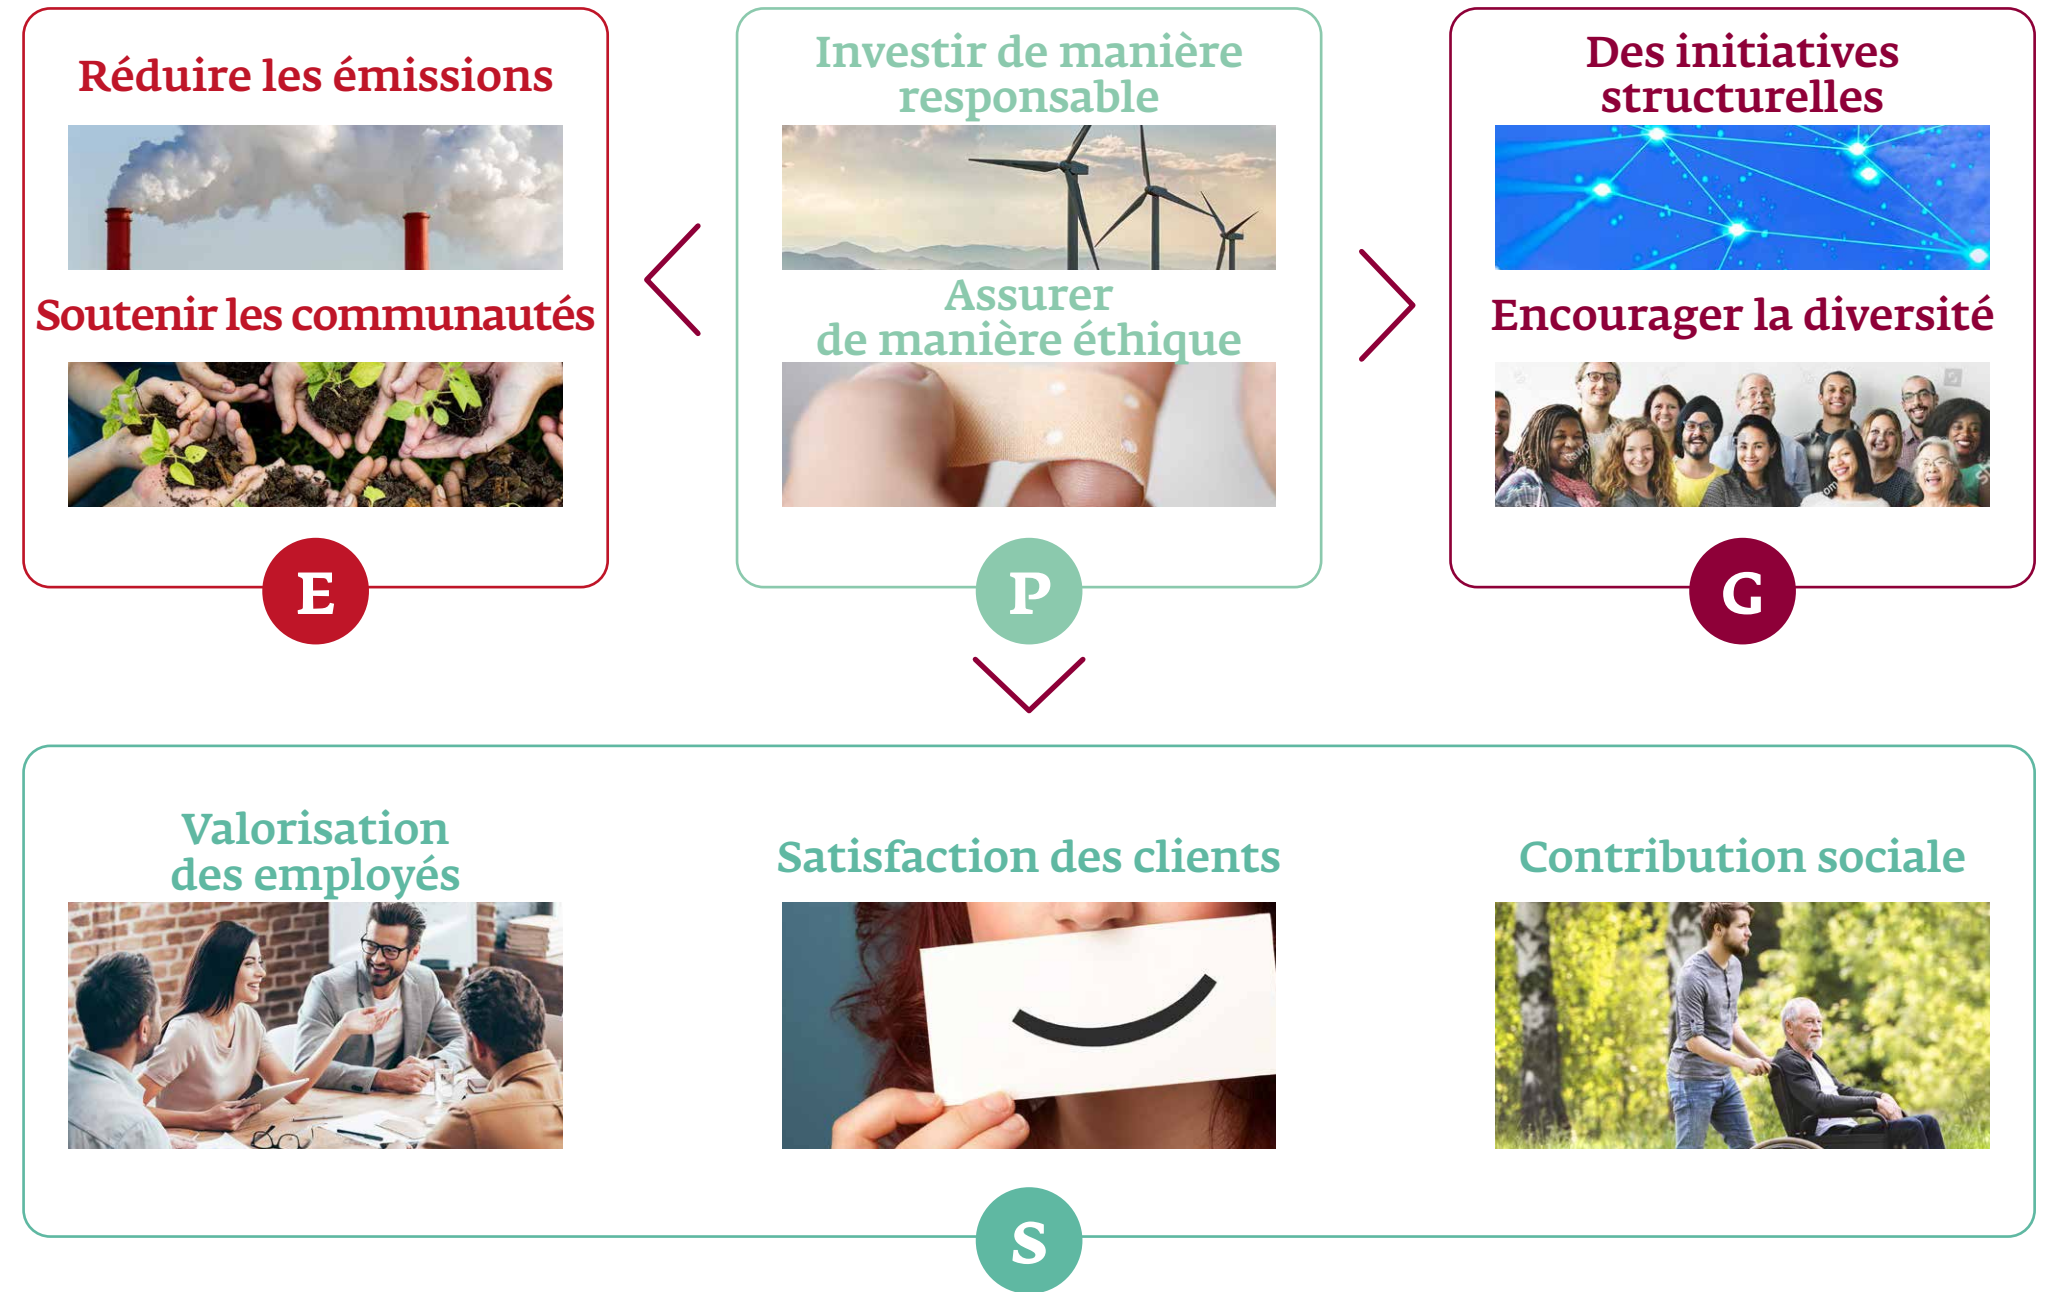 Réduire les émissions
Soutenir les communautés
E
Investir de manière
responsable
Assurer
de manière éthique
P
Des initiatives
structurelles
Encourager la diversité
G
Valorisation
des employés
Satisfaction des clients
Contribution sociale
S